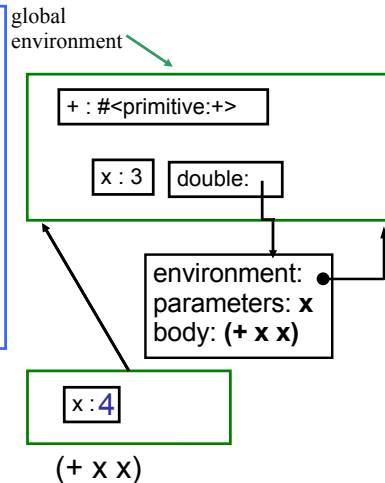 global
environment
+ : #<primitive:+>
x : 3
double:
environment:
parameters: x
body: (+ x x)
x : 4
(+ x x)